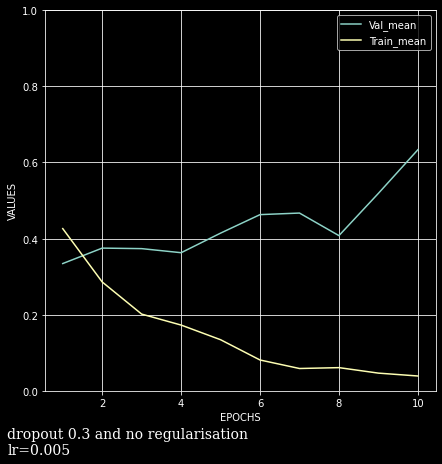 1.0
0.8
0.6
0.4
0.2
0.0
VALUES
Val_mean
Train_mean
2
4
6
8
10
EPOCHS
dropout 0.3 and no regularisation
lr=0.005